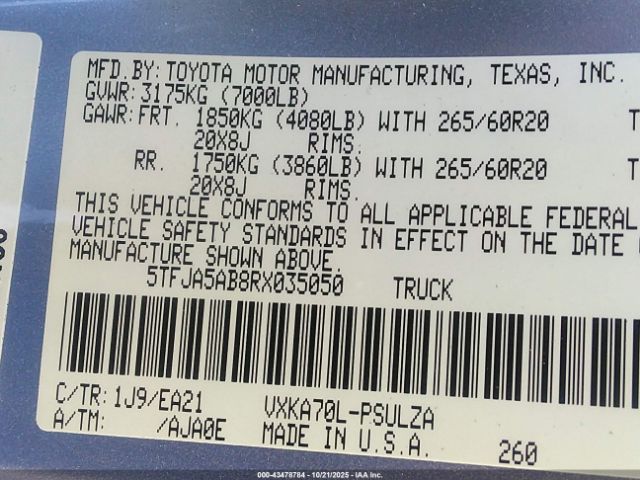 MFD.BY: TOYOTA MOTOR MANUFACTURING, TEXAS, INC.
GVWR: 3175KG (7000LB)
GAWR: FRT. 1850KG (4080LB) WITH 265/60R20 T
20X8J RIMS.
RR. 1750KG (3860LB) WITH 265/60R20 T
20X8J RIMS.
THIS VEHICLE CONFORMS TO ALL APPLICABLE FEDERAL
VEHICLE SAFETY STANDARDS IN EFFECT ON THE DATE
MANUFACTURE SHOWN ABOVE.
5TFJA5AB8RX035050 TRUCK
C/TR: 1J9/EA21 VXKA70L-PSULZA
A/TM: /AJA0E MADE IN U.S.A. 260
000-43478784 - 10/21/2025 - IAA, Inc.